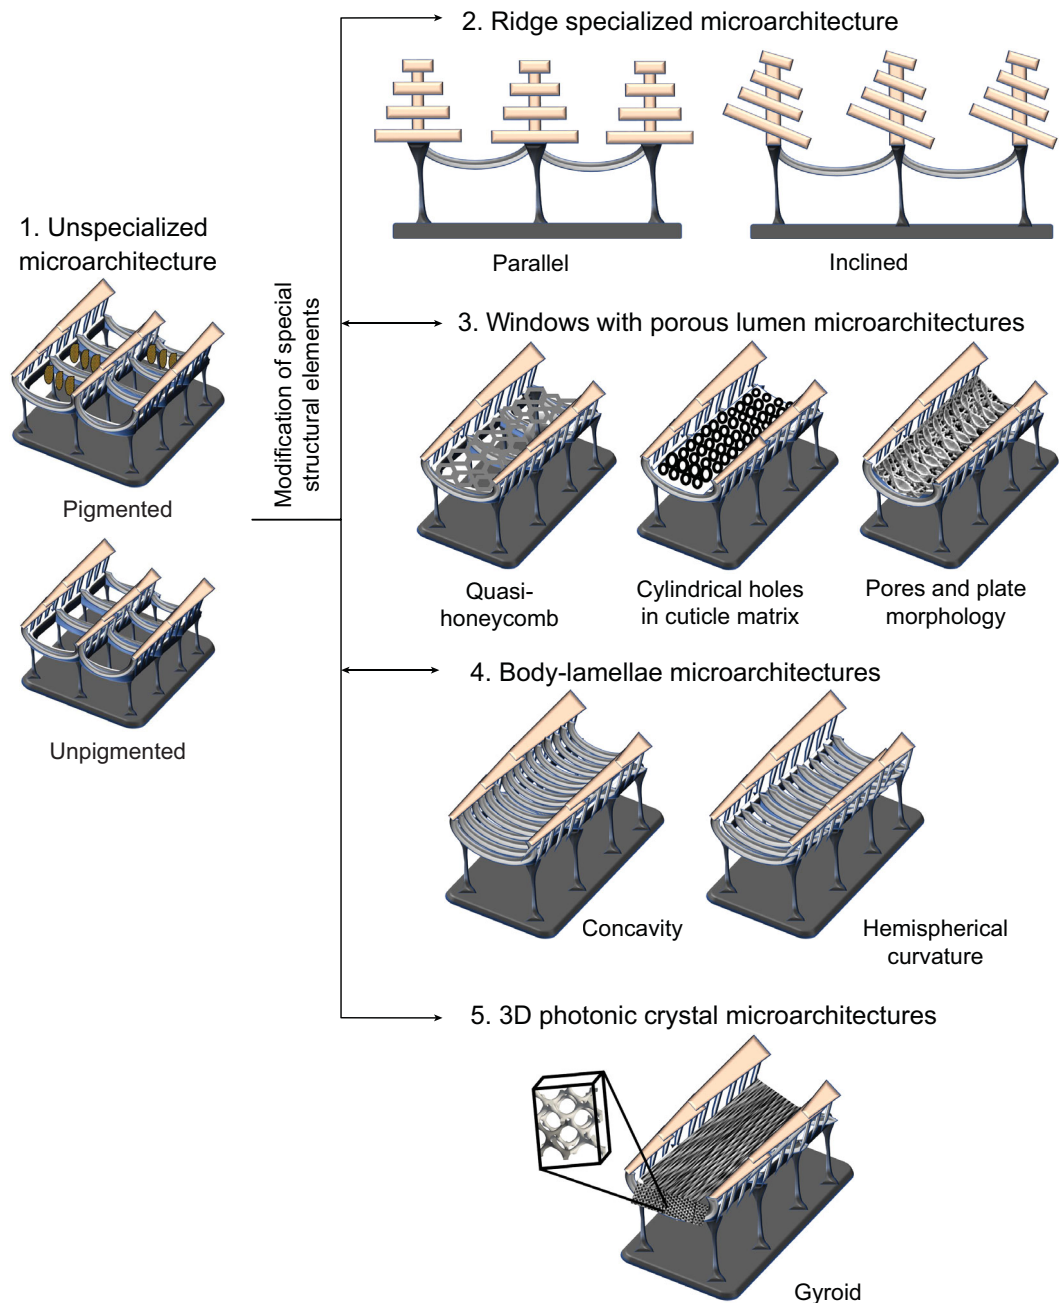 2. Ridge specialized microarchitecture
Parallel
Inclined
1. Unspecialized
microarchitecture
Pigmented
Unpigmented
Modification of special
structural elements
3. Windows with porous lumen microarchitectures
Quasi-
honeycomb
Cylindrical holes
in cuticle matrix
Pores and plate
morphology
4. Body-lamellae microarchitectures
Concavity
Hemispherical
curvature
5. 3D photonic crystal microarchitectures
Gyroid